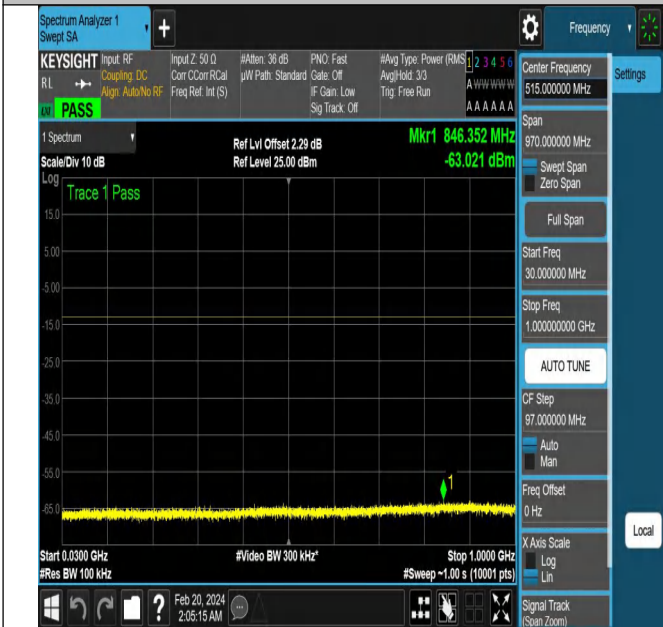 Spectrum Analyzer 1
Swept SA
+
Frequency
KEYSIGHT
RL
Input: RF
Coupling: DC
Align: Auto/No RF
Input Z: 50 Ω
Corr CCorr RCal
Freq Ref: Int (S)
#Atten: 36 dB
µW Path: Standard
PNO: Fast
Gate: Off
IF Gain: Low
Sig Track: Off
#Avg Type: Power (RMS)
Avg|Hold: 3/3
Trig: Free Run
1 2 3 4 5 6
A W W W W W
A A A A A A
PASS
1 Spectrum
Scale/Div 10 dB
Ref Lvl Offset 2.29 dB
Ref Level 25.00 dBm
Mkr1 846.352 MHz
-63.021 dBm
Log
Trace 1 Pass
15.0
5.00
-5.00
-15.0
-25.0
-35.0
-45.0
-55.0
-65.0
1
Start 0.0300 GHz
#Res BW 100 kHz
#Video BW 300 kHz*
Stop 1.0000 GHz
#Sweep ~1.00 s (10001 pts)
Feb 20, 2024
2:05:15 AM
?
Center Frequency
515.000000 MHz
Span
970.000000 MHz
Swept Span
Zero Span
Full Span
Start Freq
30.000000 MHz
Stop Freq
1.000000000 GHz
AUTO TUNE
CF Step
97.000000 MHz
Auto
Man
Freq Offset
0 Hz
X Axis Scale
Log
Lin
Signal Track
(Span Zoom)
Settings
Local